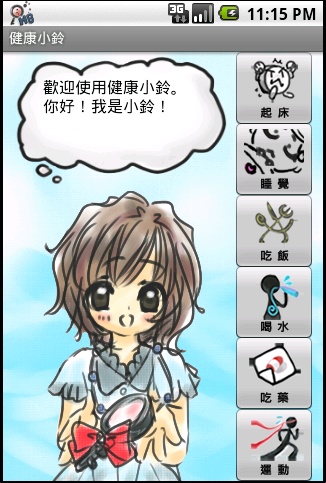 3G
11:15 PM
健康小鈴
歡迎使用健康小鈴。
你好！我是小鈴！
起床
睡覺
吃飯
喝水
吃藥
運動